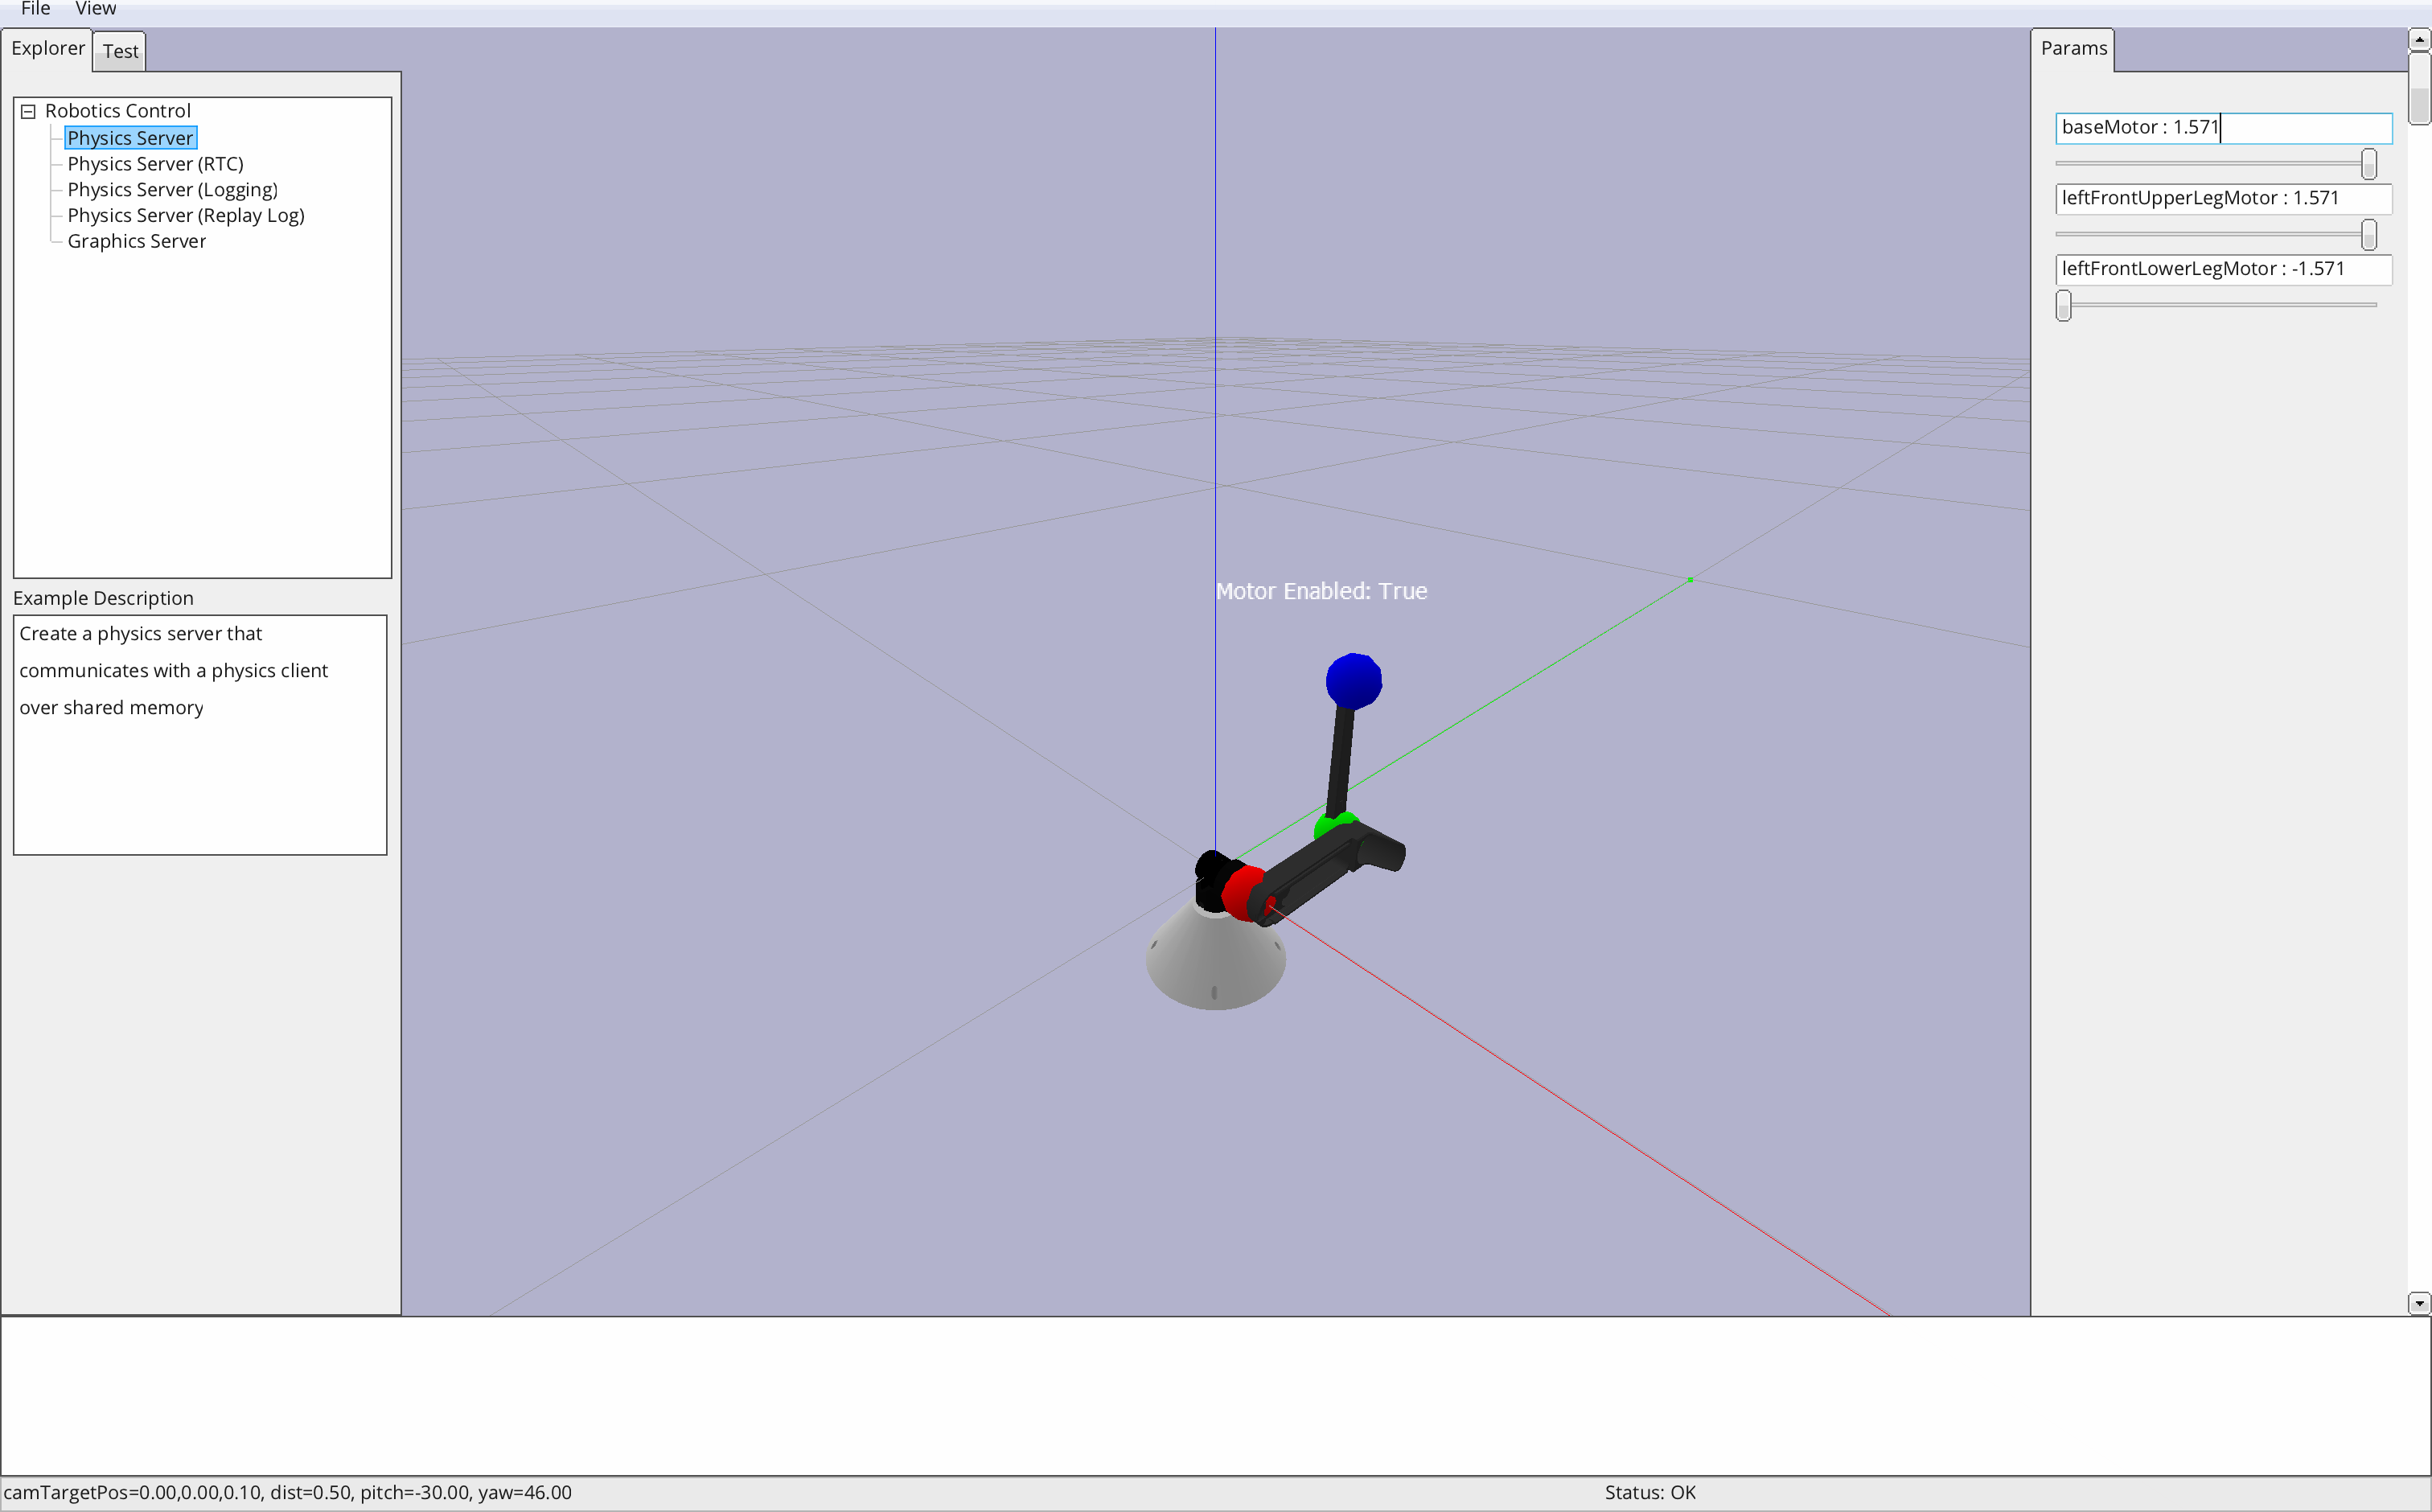 File View
Explorer Test
Params
Robotics Control
Physics Server
Physics Server (RTC)
Physics Server (Logging)
Physics Server (Replay Log)
Graphics Server
Example Description
Create a physics server that
communicates with a physics client
over shared memory
Motor Enabled: True
baseMotor : 1.571
leftFrontUpperLegMotor : 1.571
leftFrontLowerLegMotor : -1.571
camTargetPos=0.00,0.00,0.10, dist=0.50, pitch=-30.00, yaw=46.00
Status: OK